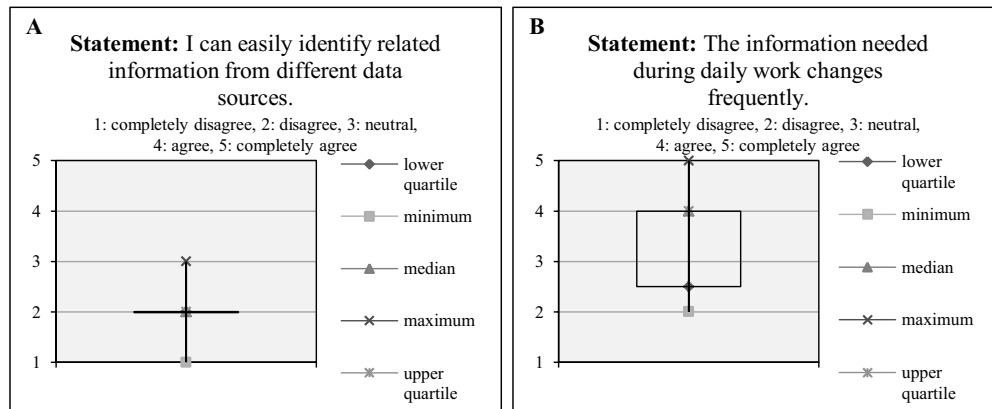 A
Statement: I can easily identify related
information from different data
sources.
1: completely disagree, 2: disagree, 3: neutral,
4: agree, 5: completely agree
5
4
3
2
1
lower
quartile
minimum
median
maximum
upper
quartile
B
Statement: The information needed
during daily work changes
frequently.
1: completely disagree, 2: disagree, 3: neutral,
4: agree, 5: completely agree
5
4
3
2
1
lower
quartile
minimum
median
maximum
upper
quartile